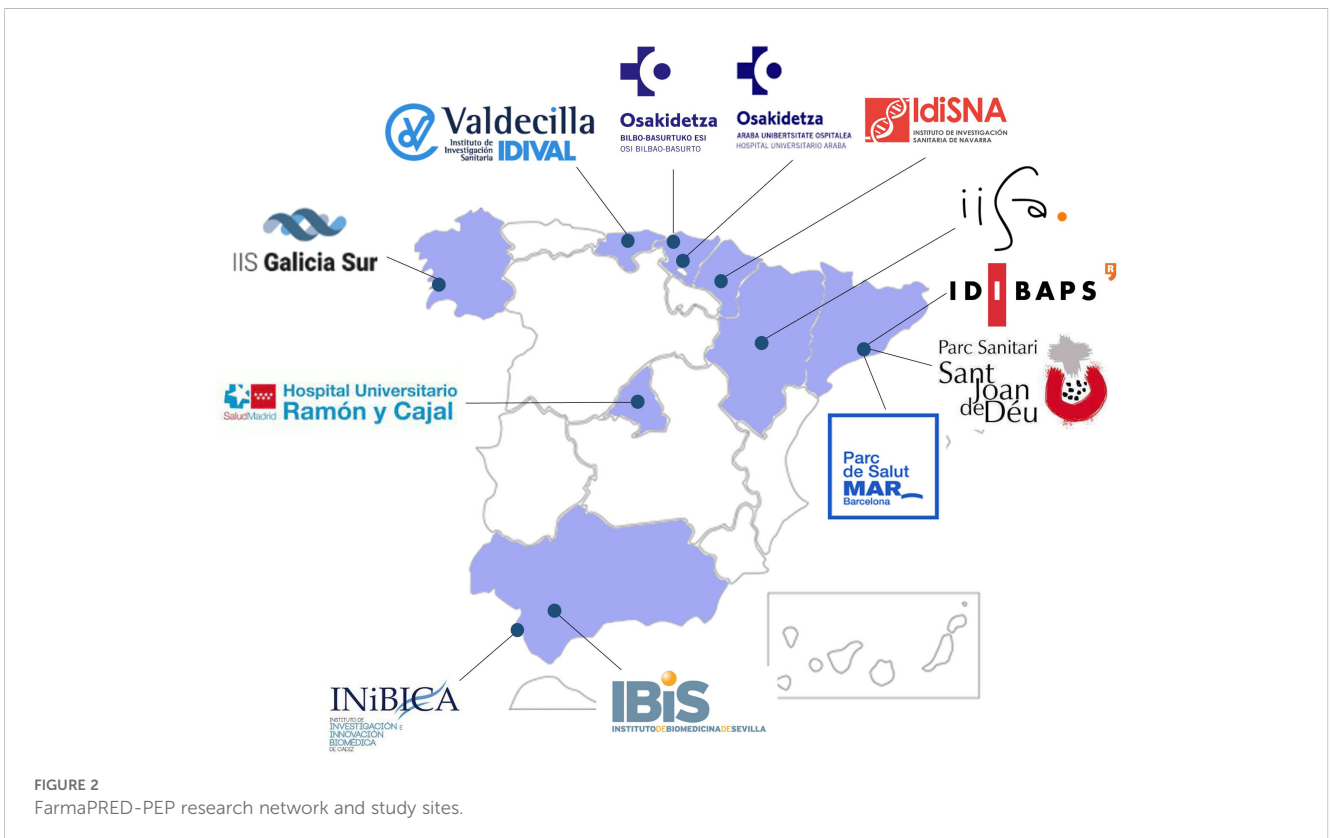 Valdecilla
Instituto de
Investigación
Sanitaria
IDIVAL
Osakidetza
BILBO-BASURTUKO ESI
OSI BILBAO-BASURTO
Osakidetza
ARABA UNIBERTSITATE OSPITALEA
HOSPITAL UNIVERSITARIO ARABA
IdiSNA
INSTITUTO DE INVESTIGACIÓN
SANITARIA DE NAVARRA
iisa.
IIS Galicia Sur
IDIBAPS
R
Parc Sanitari
Sant
Joan
de Déu
SaludMadrid
Hospital Universitario
Ramón y Cajal
Parc
de Salut
MAR
Barcelona
INiBICA
INSTITUTO DE
INVESTIGACIÓN E
INNOVACIÓN
BIOMÉDICA
DE CÁDIZ
IBiS
INSTITUTODEBIOMEDICINADESEVILLA
FIGURE 2
FarmaPRED-PEP research network and study sites.